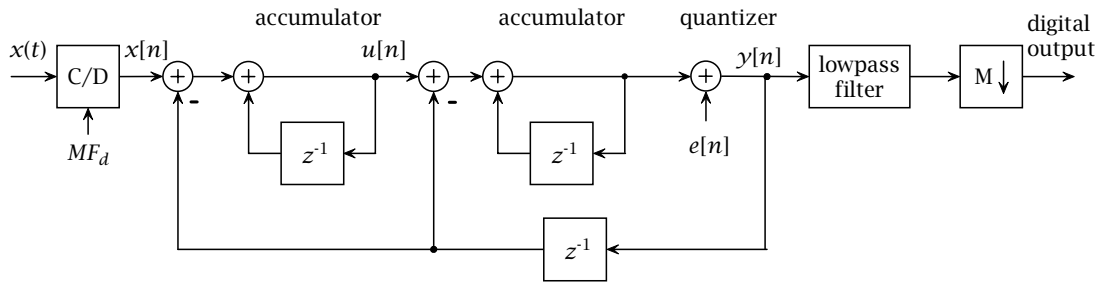 accumulator
accumulator
quantizer
digital
output
x(t)
C/D
x[n]
+
+
u[n]
+
+
+
y[n]
lowpass
filter
M ↓
-
-
MF_d
z^-1
z^-1
e[n]
z^-1